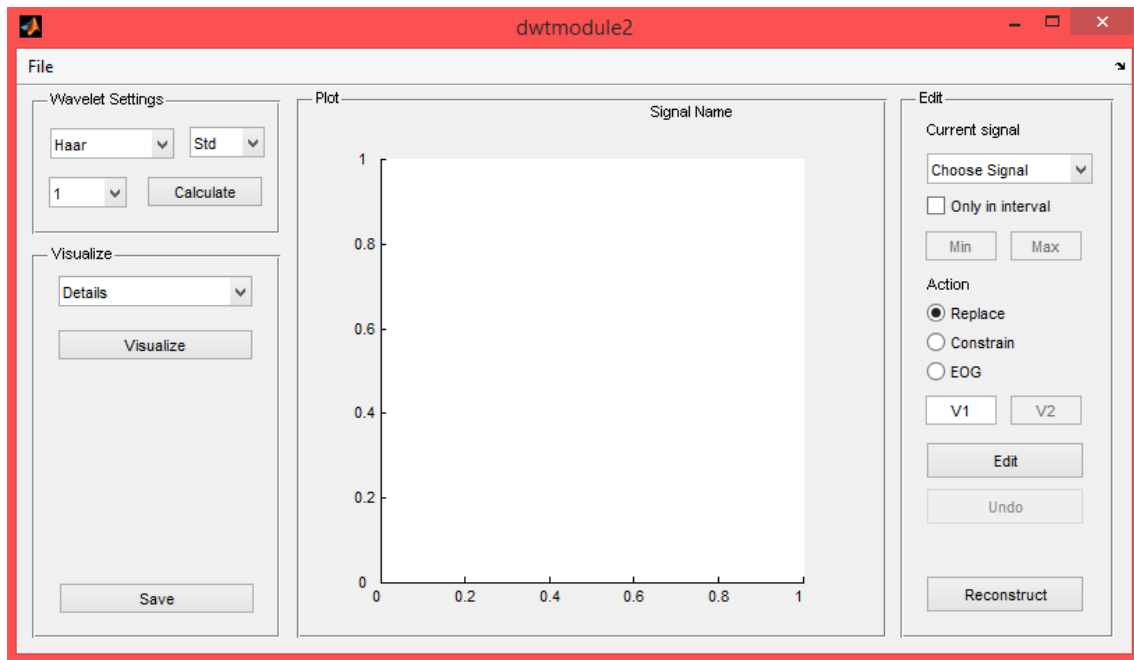 dwtmodule2
File
Wavelet Settings
Haar
Std
1
Calculate
Visualize
Details
Visualize
Save
Plot
Signal Name
1
0.8
0.6
0.4
0.2
0
0 0.2 0.4 0.6 0.8 1
Edit
Current signal
Choose Signal
Only in interval
Min Max
Action
Replace
Constrain
EOG
V1 V2
Edit
Undo
Reconstruct